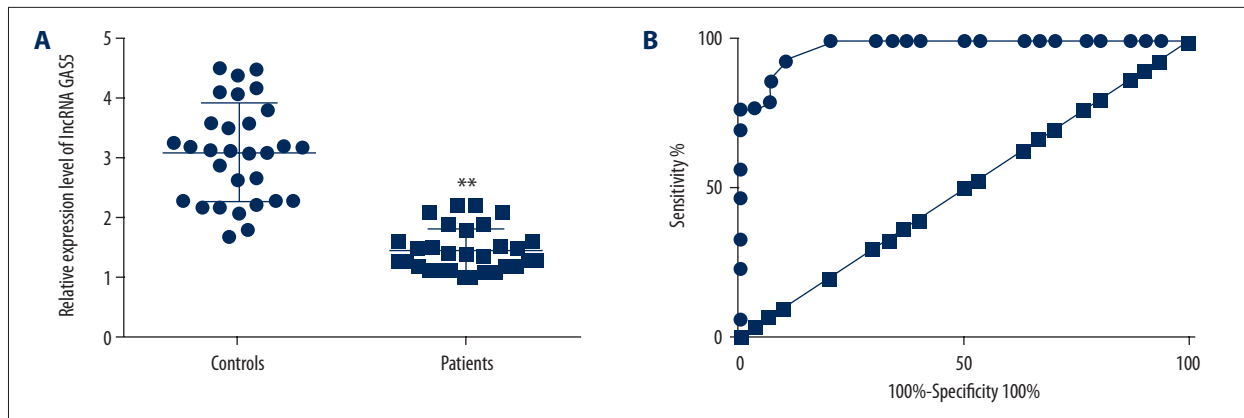 A
Relative expression level of lncRNA GAS5
5
4
3
2
1
0
**
Controls
Patients
B
Sensitivity %
100
50
0
0
50
100
100%-Specificity 100%